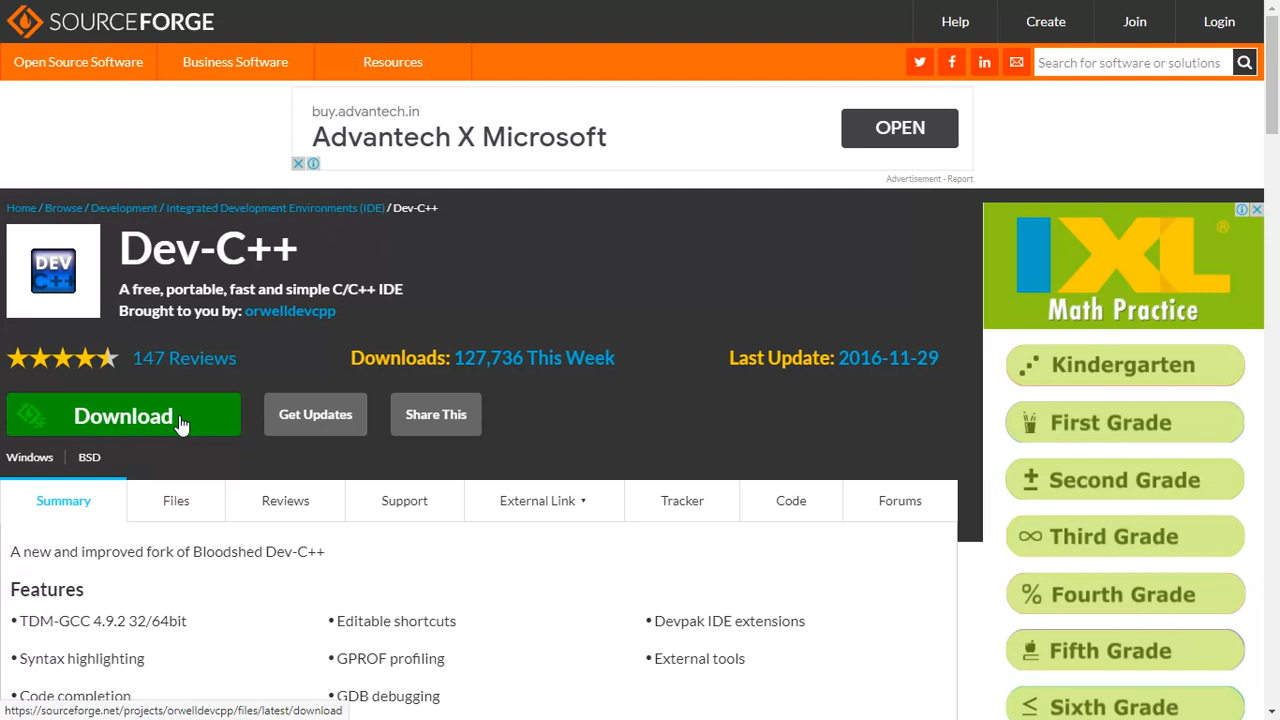 SOURCEFORGE
Help
Create
Join
Login
Open Source Software
Business Software
Resources
Search for software or solutions
buy.advantech.in
Advantech X Microsoft
OPEN
Advertisement - Report
Home / Browse / Development / Integrated Development Environments (IDE) / Dev-C++
DEV
C++
Dev-C++
A free, portable, fast and simple C/C++ IDE
Brought to you by: orwelldevcpp
147 Reviews
Downloads: 127,736 This Week
Last Update: 2016-11-29
Download
Get Updates
Share This
Windows
BSD
Summary
Files
Reviews
Support
External Link
Tracker
Code
Forums
A new and improved fork of Bloodshed Dev-C++
Features
• TDM-GCC 4.9.2 32/64bit
• Editable shortcuts
• Devpak IDE extensions
• Syntax highlighting
• GPROF profiling
• External tools
• Code completion
• GDB debugging
https://sourceforge.net/projects/orwelldevcpp/files/latest/download
IXL
®
Math Practice
Kindergarten
First Grade
Second Grade
Third Grade
Fourth Grade
Fifth Grade
Sixth Grade